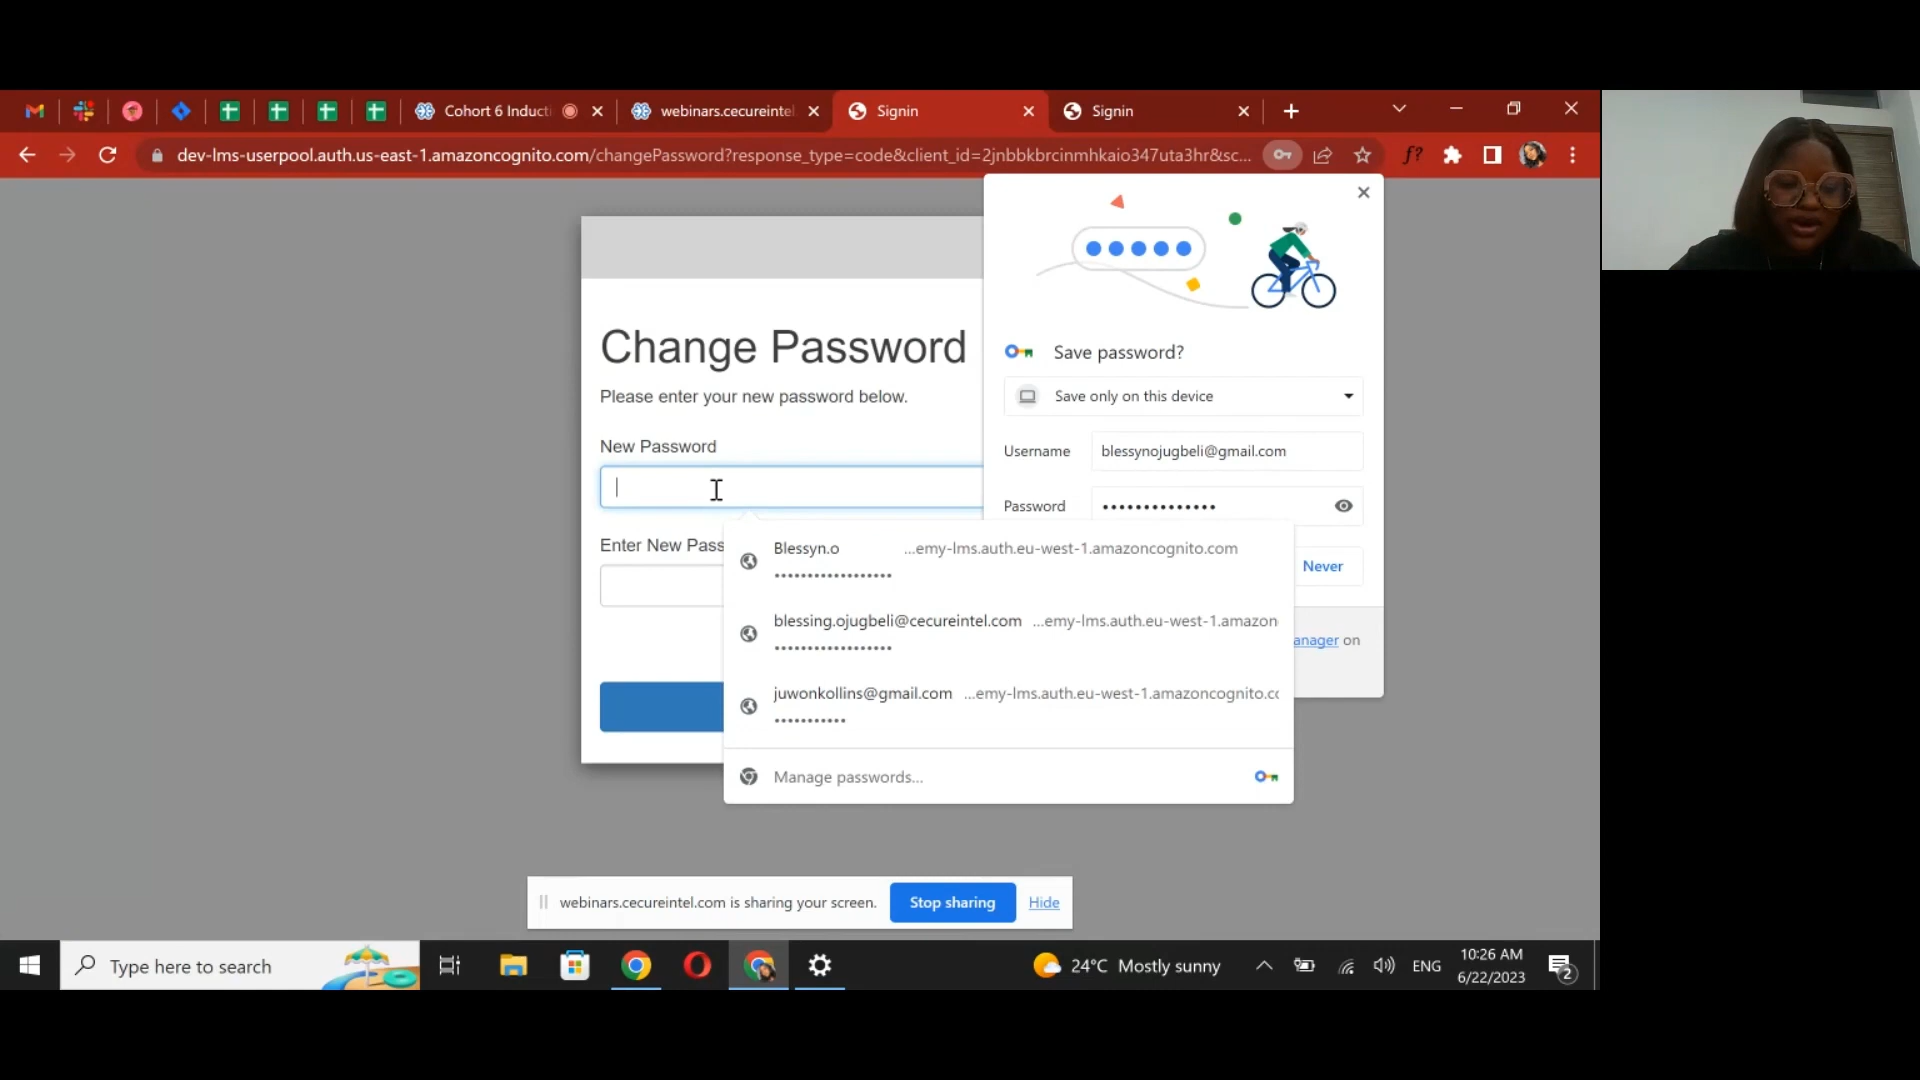 Cohort 6 Inducti
webinars.cecureintel
Signin
Signin
dev-lms-userpool.auth.us-east-1.amazoncognito.com/changePassword?response_type=code&client_id=2jnbbkbrcinmhkaio347uta3hr&sc...
f?
Change Password
Please enter your new password below.
New Password
Enter New Pass
Save password?
Save only on this device
Username
blessynojugbeli@gmail.com
Password
••••••••••••••
Never
anager on
Blessyn.o
...emy-lms.auth.eu-west-1.amazoncognito.com
••••••••••••••••••
blessing.ojugbeli@cecureintel.com
...emy-lms.auth.eu-west-1.amazon
••••••••••••••••••
juwonkollins@gmail.com
...emy-lms.auth.eu-west-1.amazoncognito.cc
•••••••••••
Manage passwords...
webinars.cecureintel.com is sharing your screen.
Stop sharing
Hide
Type here to search
24°C Mostly sunny
ENG
10:26 AM
6/22/2023
2